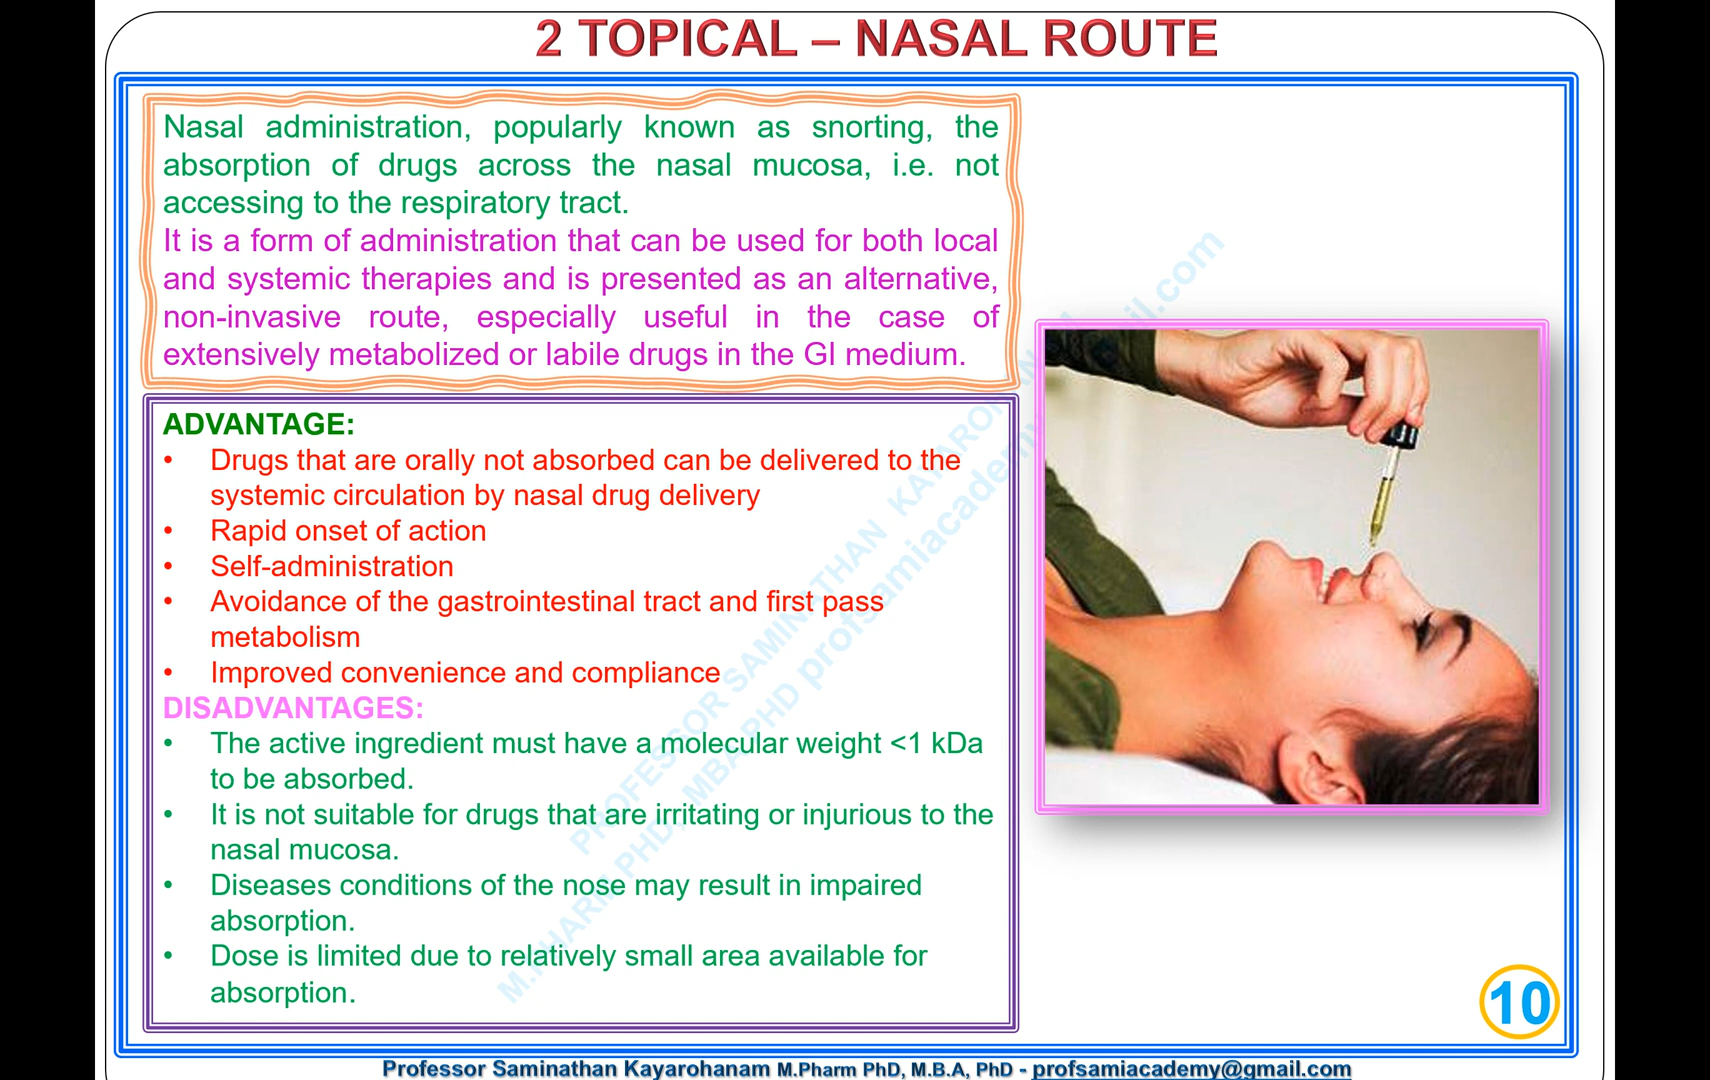 2 TOPICAL – NASAL ROUTE
Nasal administration, popularly known as snorting, the
absorption of drugs across the nasal mucosa, i.e. not
accessing to the respiratory tract.
It is a form of administration that can be used for both local
and systemic therapies and is presented as an alternative,
non-invasive route, especially useful in the case of
extensively metabolized or labile drugs in the GI medium.
ADVANTAGE:
• Drugs that are orally not absorbed can be delivered to the
systemic circulation by nasal drug delivery
• Rapid onset of action
• Self-administration
• Avoidance of the gastrointestinal tract and first pass
metabolism
• Improved convenience and compliance
DISADVANTAGES:
• The active ingredient must have a molecular weight <1 kDa
to be absorbed.
• It is not suitable for drugs that are irritating or injurious to the
nasal mucosa.
• Diseases conditions of the nose may result in impaired
absorption.
• Dose is limited due to relatively small area available for
absorption.
PROFESSOR SAMINATHAN
M.PHARM PHD, MBA PHD
10
Professor Saminathan Kayarohanam M.Pharm PhD, M.B.A, PhD - profsamiacademy@gmail.com